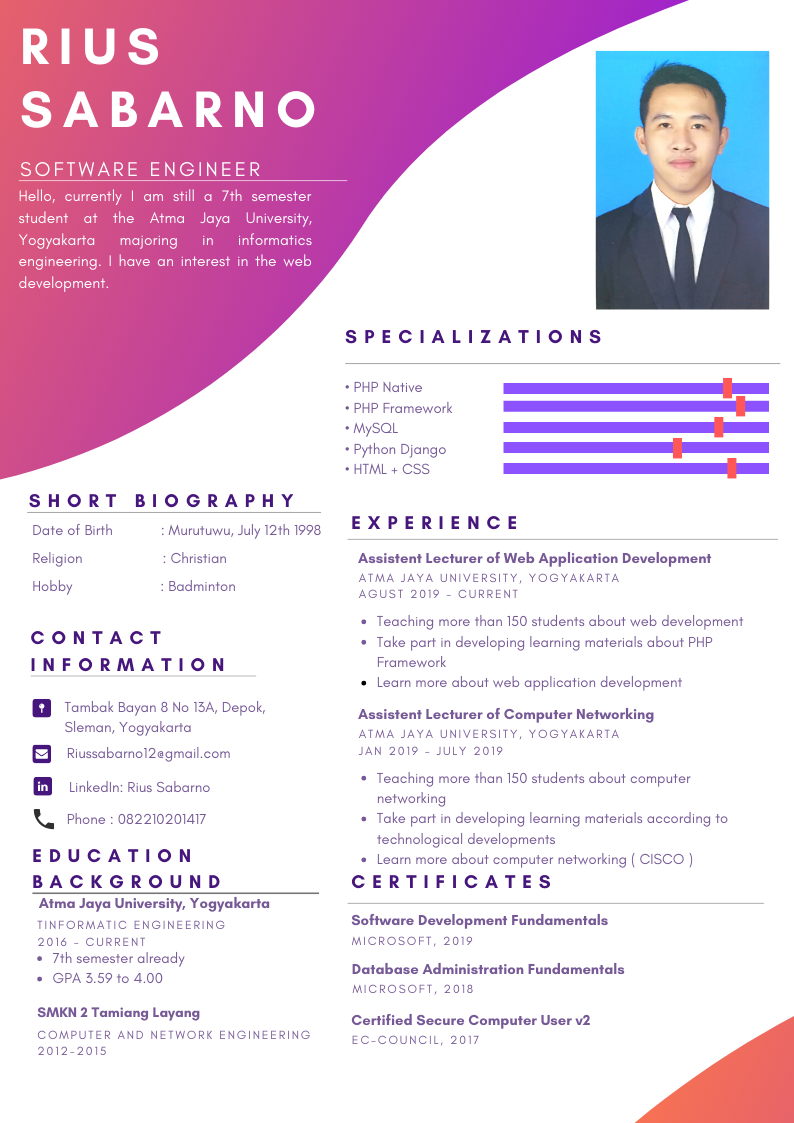 RIUS
SABARNO
SOFTWARE ENGINEER
Hello, currently I am still a 7th semester
student at the Atma Jaya University,
Yogyakarta majoring in informatics
engineering. I have an interest in the web
development.
SPECIALIZATIONS
• PHP Native
• PHP Framework
• MySQL
• Python Django
• HTML + CSS
SHORT BIOGRAPHY
Date of Birth : Murutuwu, July 12th 1998
Religion : Christian
Hobby : Badminton
CONTACT
INFORMATION
Tambak Bayan 8 No 13A, Depok,
Sleman, Yogyakarta
Riussabarno12@gmail.com
in
LinkedIn: Rius Sabarno
Phone : 082210201417
EDUCATION
BACKGROUND
Atma Jaya University, Yogyakarta
TINFORMATIC ENGINEERING
2016 - CURRENT
• 7th semester already
• GPA 3.59 to 4.00
SMKN 2 Tamiang Layang
COMPUTER AND NETWORK ENGINEERING
2012-2015
EXPERIENCE
Assistent Lecturer of Web Application Development
ATMA JAYA UNIVERSITY, YOGYAKARTA
AGUST 2019 - CURRENT
• Teaching more than 150 students about web development
• Take part in developing learning materials about PHP
Framework
• Learn more about web application development
Assistent Lecturer of Computer Networking
ATMA JAYA UNIVERSITY, YOGYAKARTA
JAN 2019 - JULY 2019
• Teaching more than 150 students about computer
networking
• Take part in developing learning materials according to
technological developments
• Learn more about computer networking ( CISCO )
CERTIFICATES
Software Development Fundamentals
MICROSOFT, 2019
Database Administration Fundamentals
MICROSOFT, 2018
Certified Secure Computer User v2
EC-COUNCIL, 2017